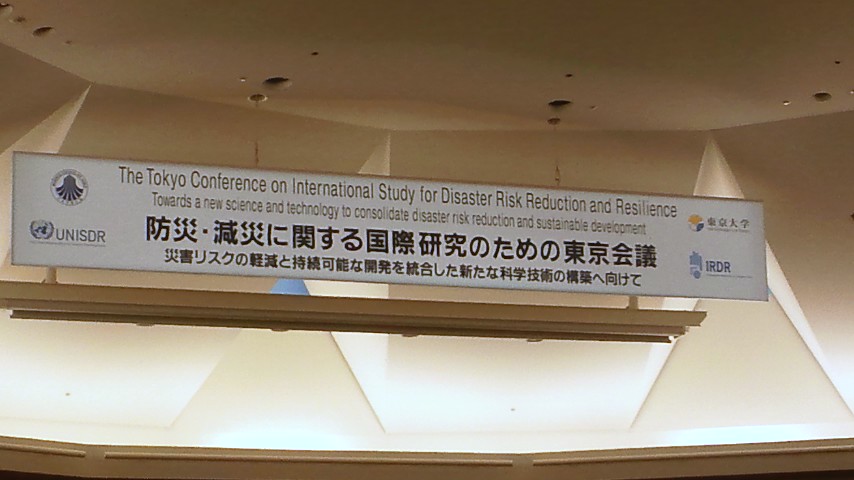 The Tokyo Conference on International Study for Disaster Risk Reduction and Resilience
Towards a new science and technology to consolidate disaster risk reduction and sustainable development
防災・減災に関する国際研究のための東京会議
災害リスクの軽減と持続可能な開発を統合した新たな科学技術の構築へ向けて
UNISDR
東京大学
IRDR